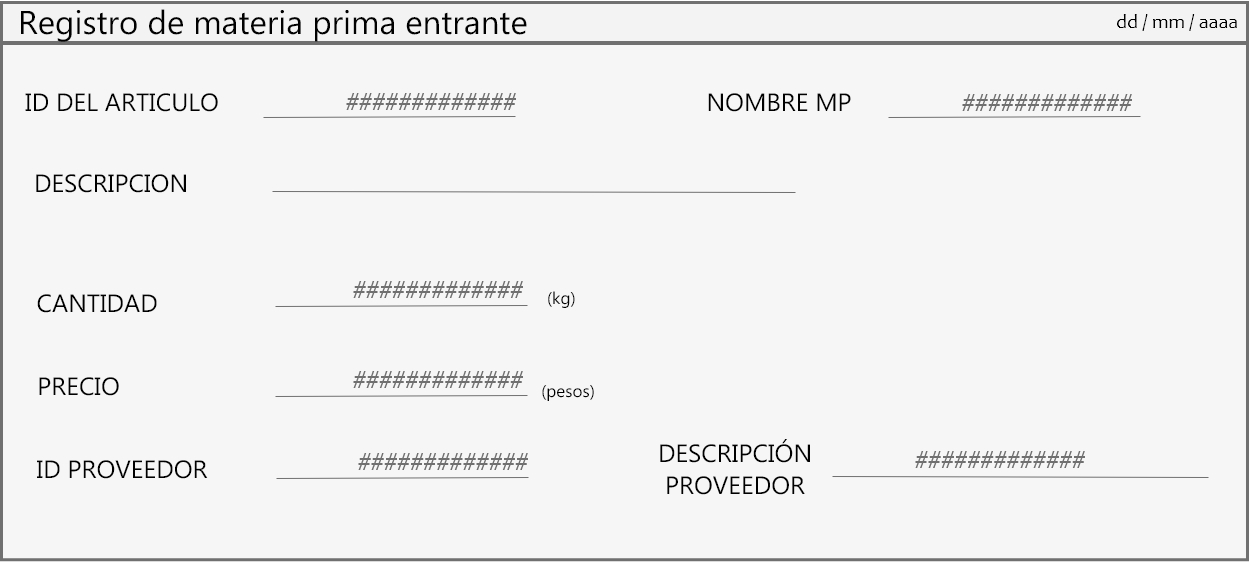 Registro de materia prima entrante dd / mm / aaaa
ID DEL ARTICULO ############# NOMBRE MP #############
DESCRIPCION
CANTIDAD ############# (kg)
PRECIO ############# (pesos)
ID PROVEEDOR ############# DESCRIPCIÓN #############
PROVEEDOR